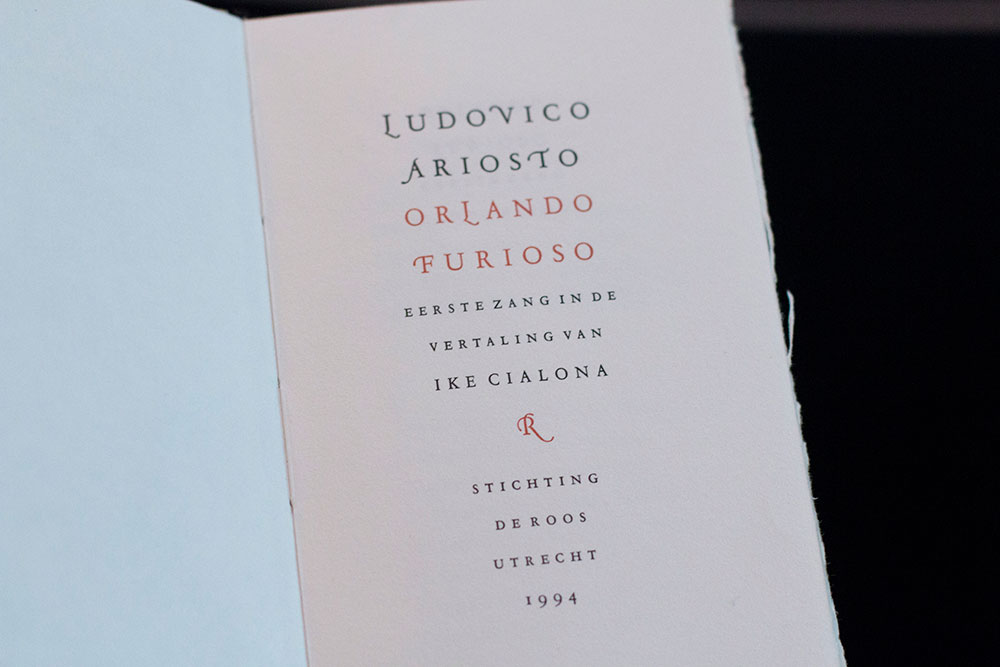 LUDOVICO
ARIOSTO
ORLANDO
FURIOSO
EERSTE ZANG IN DE
VERTALING VAN
IKE CIALONA
R
STICHTING
DE ROOS
UTRECHT
1994